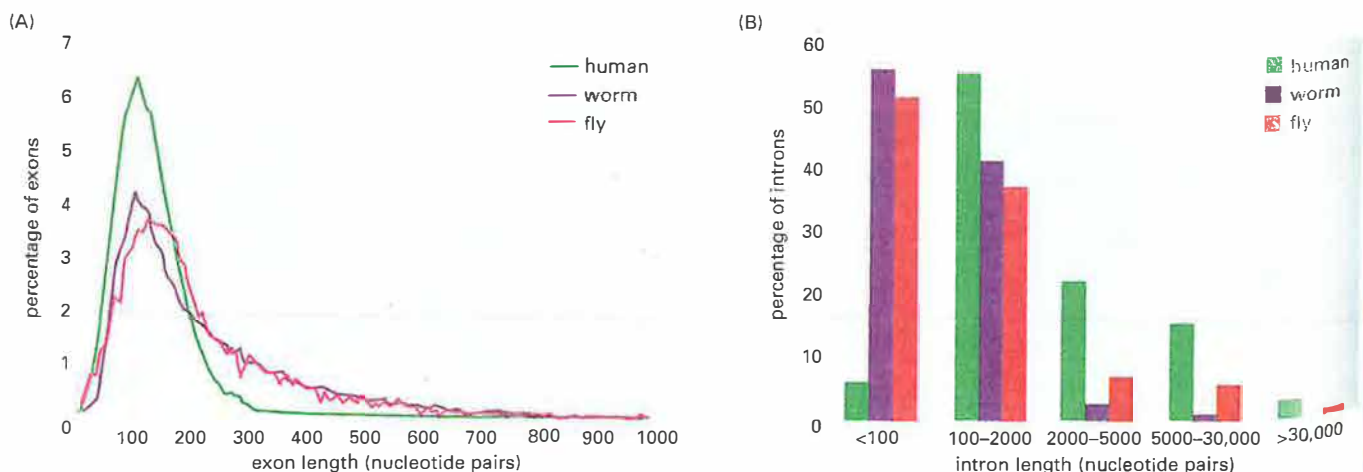 (A)
7
6
5
4
3
2
1
0
percentage of exons
human
worm
fly
100 200 300 400 500 600 700 800 900 1000
exon length (nucleotide pairs)
(B)
60
50
40
30
20
10
0
percentage of introns
human
worm
fly
<100 100–2000 2000–5000 5000–30,000 >30,000
intron length (nucleotide pairs)